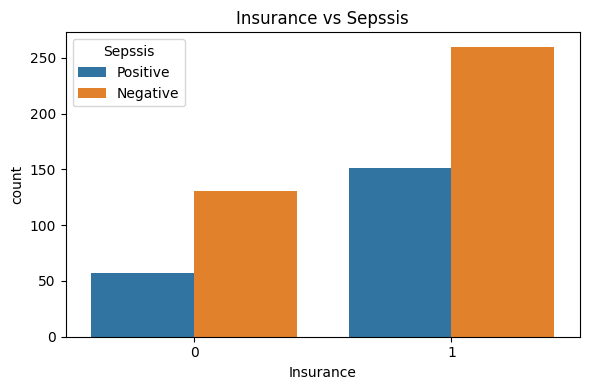 Insurance vs Sepssis
Sepssis
Positive
Negative
250
200
150
100
50
0
count
0 1
Insurance